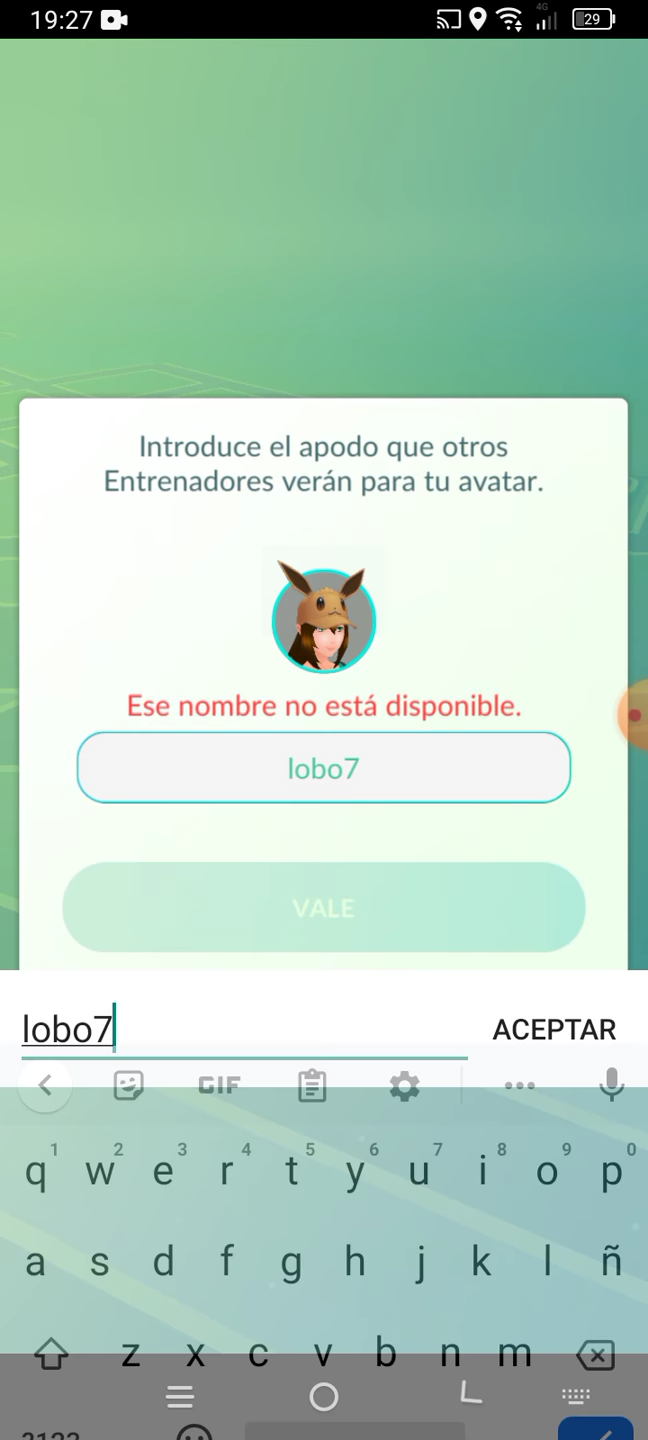 19:27
4G
29
Introduce el apodo que otros
Entrenadores verán para tu avatar.
Ese nombre no está disponible.
lobo7
VALE
lobo7
ACEPTAR
GIF
1 2 3 4 5 6 7 8 9 0
q w e r t y u i o p
a s d f g h j k l ñ
z x c v b n m